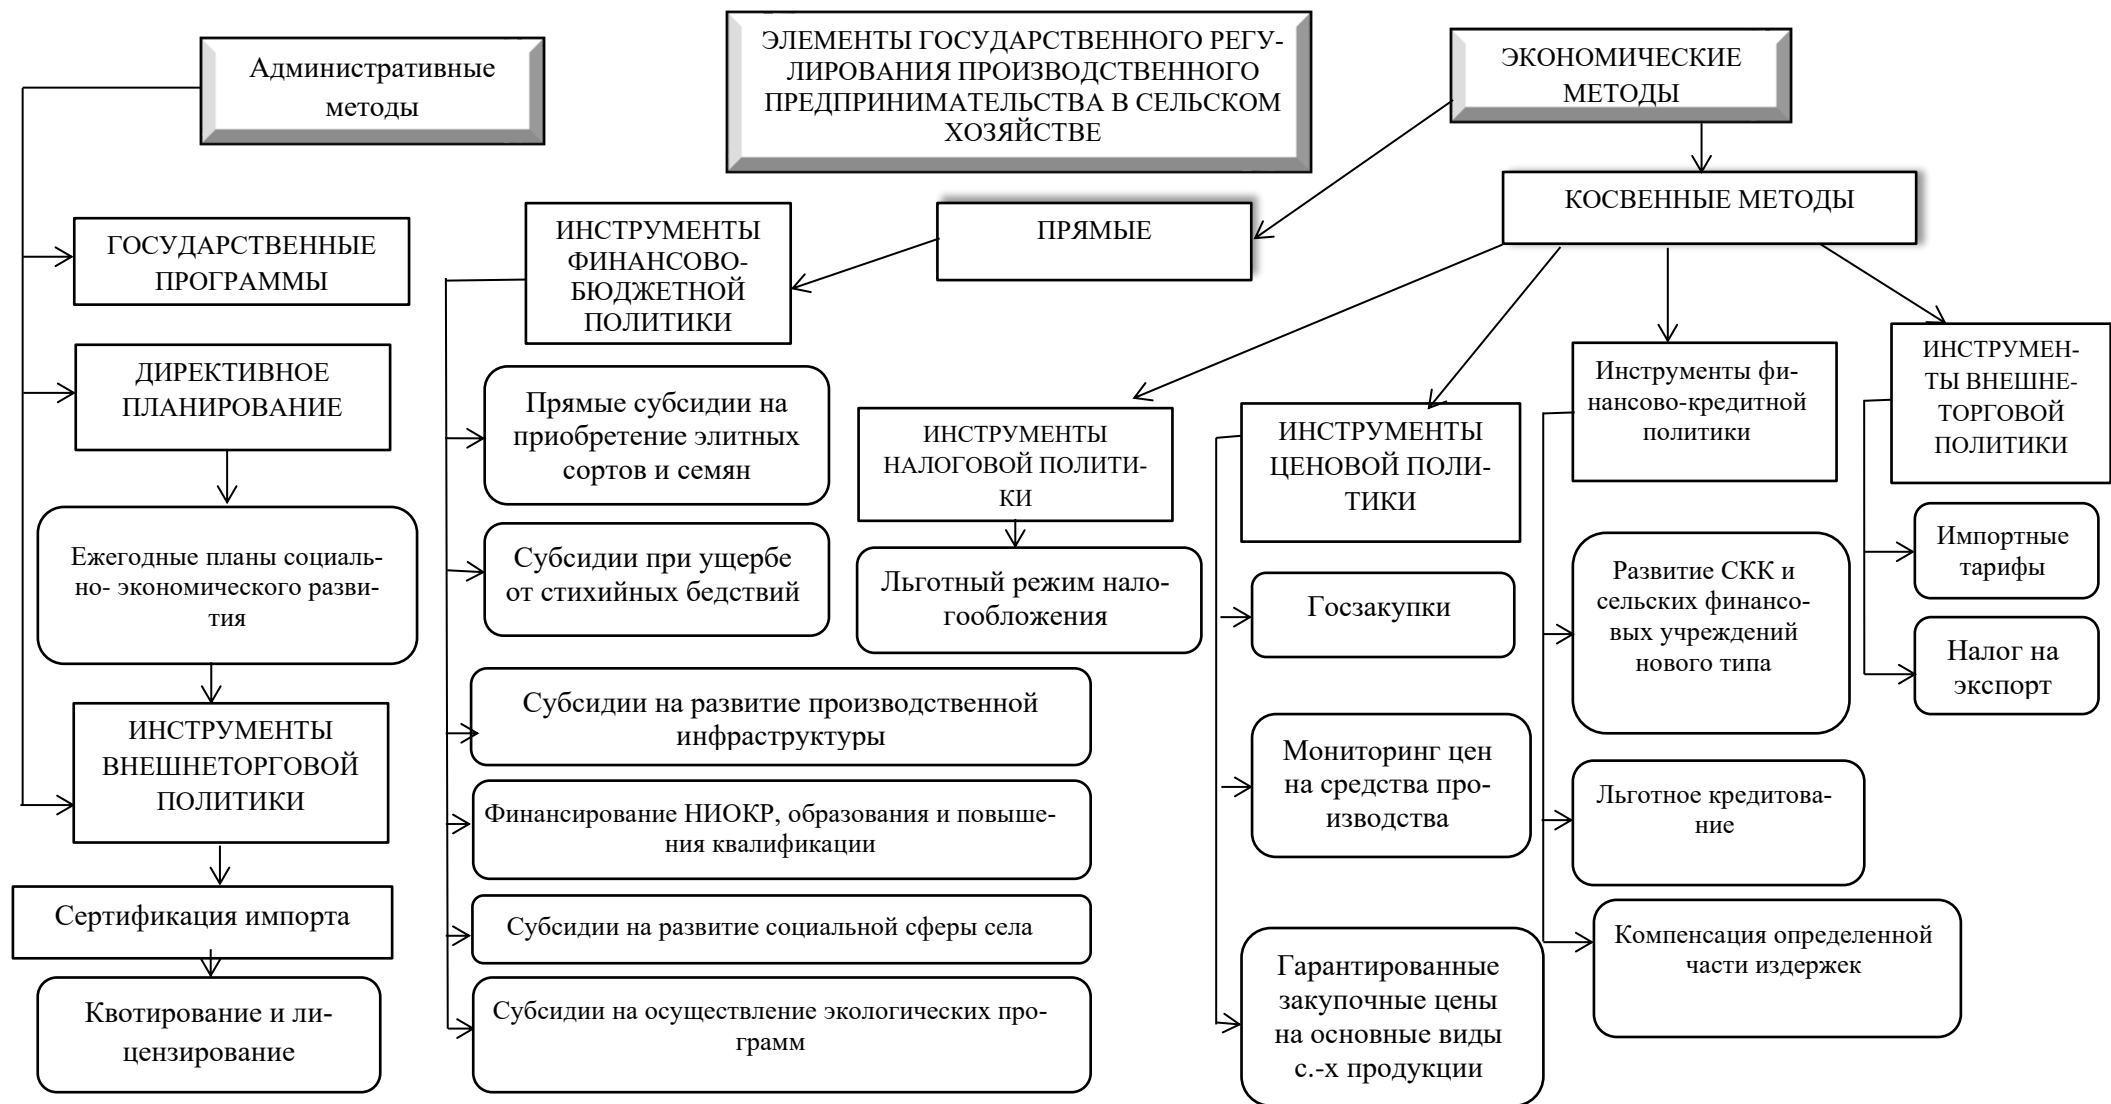 Административные
методы
ЭЛЕМЕНТЫ ГОСУДАРСТВЕННОГО РЕГУ-
ЛИРОВАНИЯ ПРОИЗВОДСТВЕННОГО
ПРЕДПРИНИМАТЕЛЬСТВА В СЕЛЬСКОМ
ХОЗЯЙСТВЕ
ЭКОНОМИЧЕСКИЕ
МЕТОДЫ
ГОСУДАРСТВЕННЫЕ
ПРОГРАММЫ
ДИРЕКТИВНОЕ
ПЛАНИРОВАНИЕ
Ежегодные планы социаль-
но- экономического разви-
тия
ИНСТРУМЕНТЫ
ВНЕШНЕТОРГОВОЙ
ПОЛИТИКИ
Сертификация импорта
Квотирование и ли-
цензирование
ПРЯМЫЕ
ИНСТРУМЕНТЫ
ФИНАНСОВО-
БЮДЖЕТНОЙ
ПОЛИТИКИ
Прямые субсидии на
приобретение элитных
сортов и семян
Субсидии при ущербе
от стихийных бедствий
Субсидии на развитие производственной
инфраструктуры
Финансирование НИОКР, образования и повыше-
ния квалификации
Субсидии на развитие социальной сферы села
Субсидии на осуществление экологических про-
грамм
КОСВЕННЫЕ МЕТОДЫ
ИНСТРУМЕНТЫ
НАЛОГОВОЙ ПОЛИТИ-
КИ
Льготный режим нало-
гообложения
ИНСТРУМЕНТЫ
ЦЕНОВОЙ ПОЛИ-
ТИКИ
Госзакупки
Мониторинг цен
на средства про-
изводства
Гарантированные
закупочные цены
на основные виды
с.-х продукции
Инструменты фи-
нансово-кредитной
политики
Развитие СКК и
сельских финансо-
вых учреждений
нового типа
Льготное кредитова-
ние
Компенсация определенной
части издержек
ИНСТРУМЕН-
ТЫ ВНЕШНЕ-
ТОРГОВОЙ
ПОЛИТИКИ
Импортные
тарифы
Налог на
экспорт